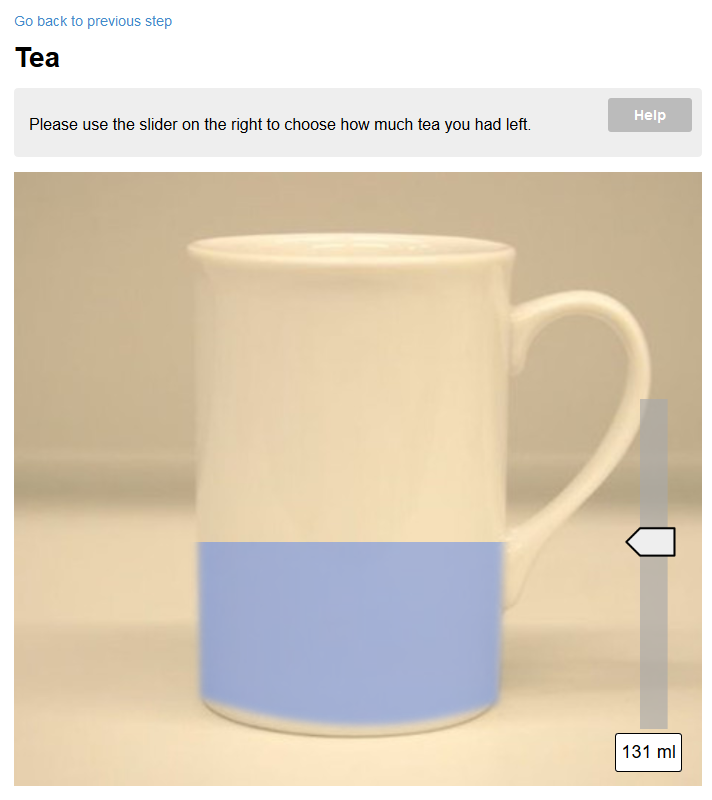 Go back to previous step
Tea
Please use the slider on the right to choose how much tea you had left.
Help
131 ml